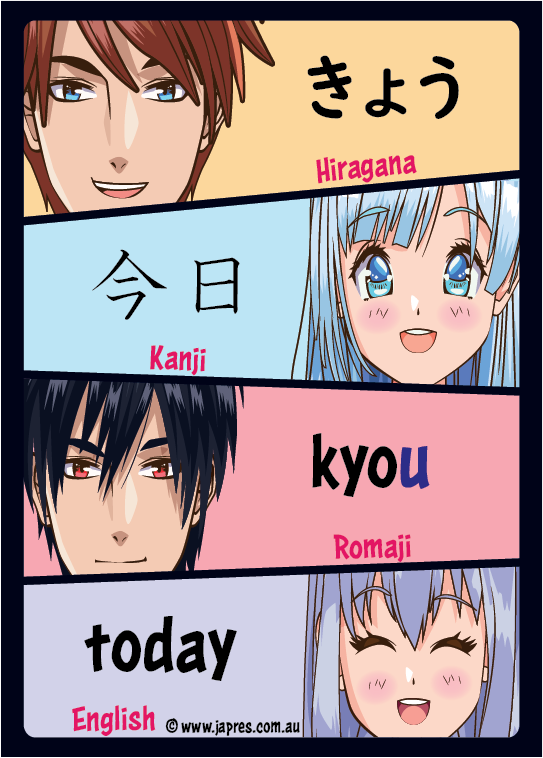 きょう
Hiragana
今日
Kanji
kyou
Romaji
today
English © www.japres.com.au